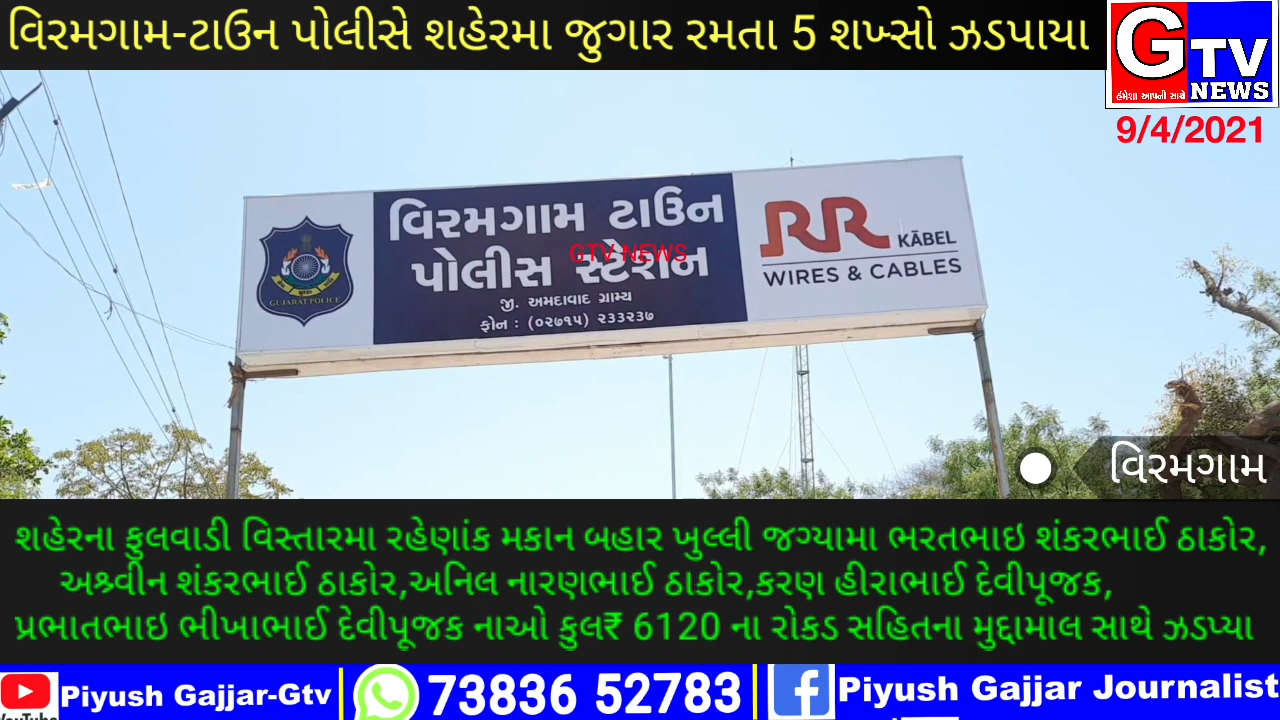 વિરમગામ-ટાઉન પોલીસે શહેરમા જુગાર રમતા 5 શખ્સો ઝડપાયા
GTV
NEWS
હંમેશા આપની સાથે
9/4/2021
વિરમગામ ટાઉન
પોલીસ સ્ટેશન
GTV NEWS
જી. અમદાવાદ ગ્રામ્ય
ફોન : (૦૨૭૧૫) ૨૩૩૨૩૭
GUJARAT POLICE
RR KĀBEL
WIRES & CABLES
વિરમગામ
શહેરના ફુલવાડી વિસ્તારમા રહેણાંક મકાન બહાર ખુલ્લી જગ્યામા ભરતભાઇ શંકરભાઈ ઠાકોર,
અશ્ર્વીન શંકરભાઈ ઠાકોર,અનિલ નારણભાઈ ઠાકોર,કરણ હીરાભાઈ દેવીપૂજક,
પ્રભાતભાઇ ભીખાભાઈ દેવીપૂજક નાઓ કુલ₹ 6120 ના રોકડ સહિતના મુદ્દામાલ સાથે ઝડપ્યા
YouTube
Piyush Gajjar-Gtv
73836 52783
Piyush Gajjar Journalist